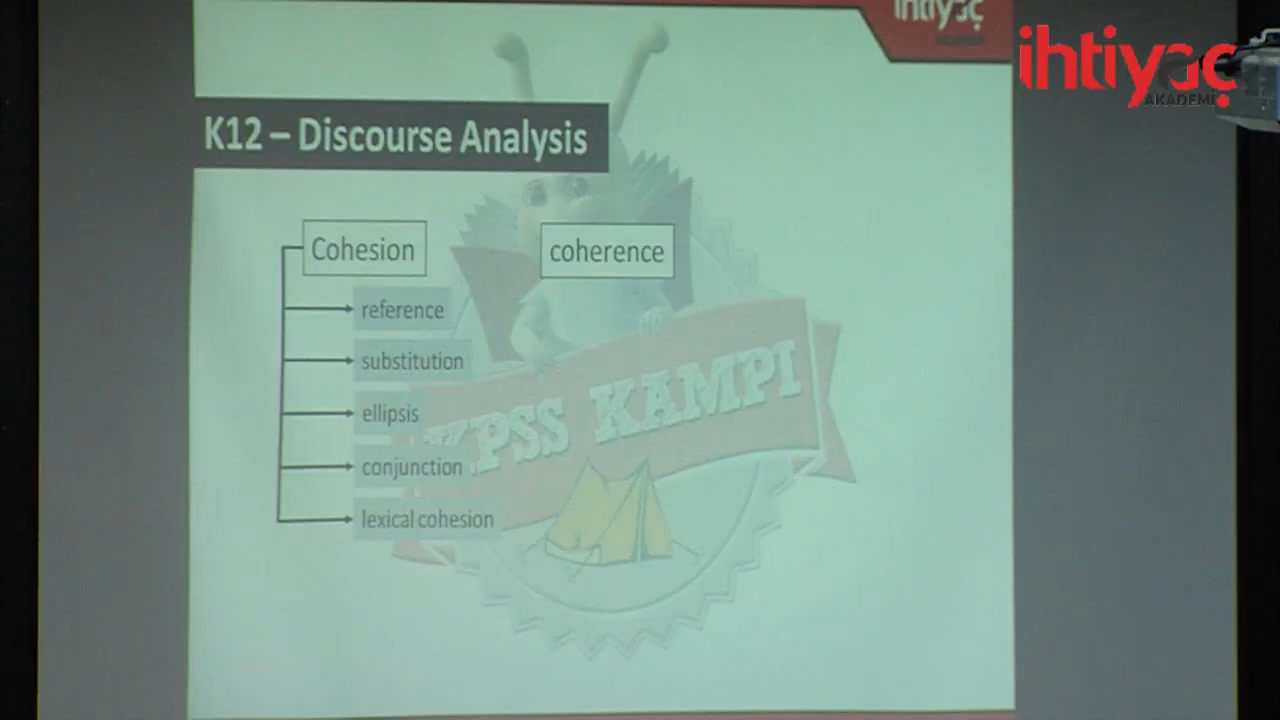 ihtiyaç
ihtiyaç
AKADEMİ
K12 – Discourse Analysis
Cohesion
coherence
reference
substitution
ellipsis
conjunction
lexical cohesion
KPSS KAMPI